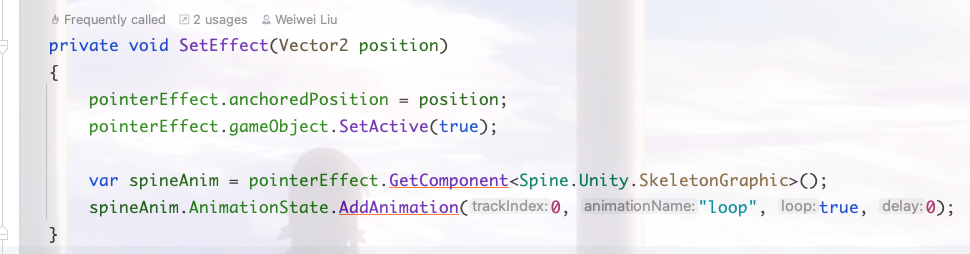 Frequently called 2 usages Weiwei Liu
private void SetEffect(Vector2 position)
{
pointerEffect.anchoredPosition = position;
pointerEffect.gameObject.SetActive(true);
var spineAnim = pointerEffect.GetComponent<Spine.Unity.SkeletonGraphic>();
spineAnim.AnimationState.AddAnimation( trackIndex: 0, animationName: "loop", loop: true, delay: 0);
}